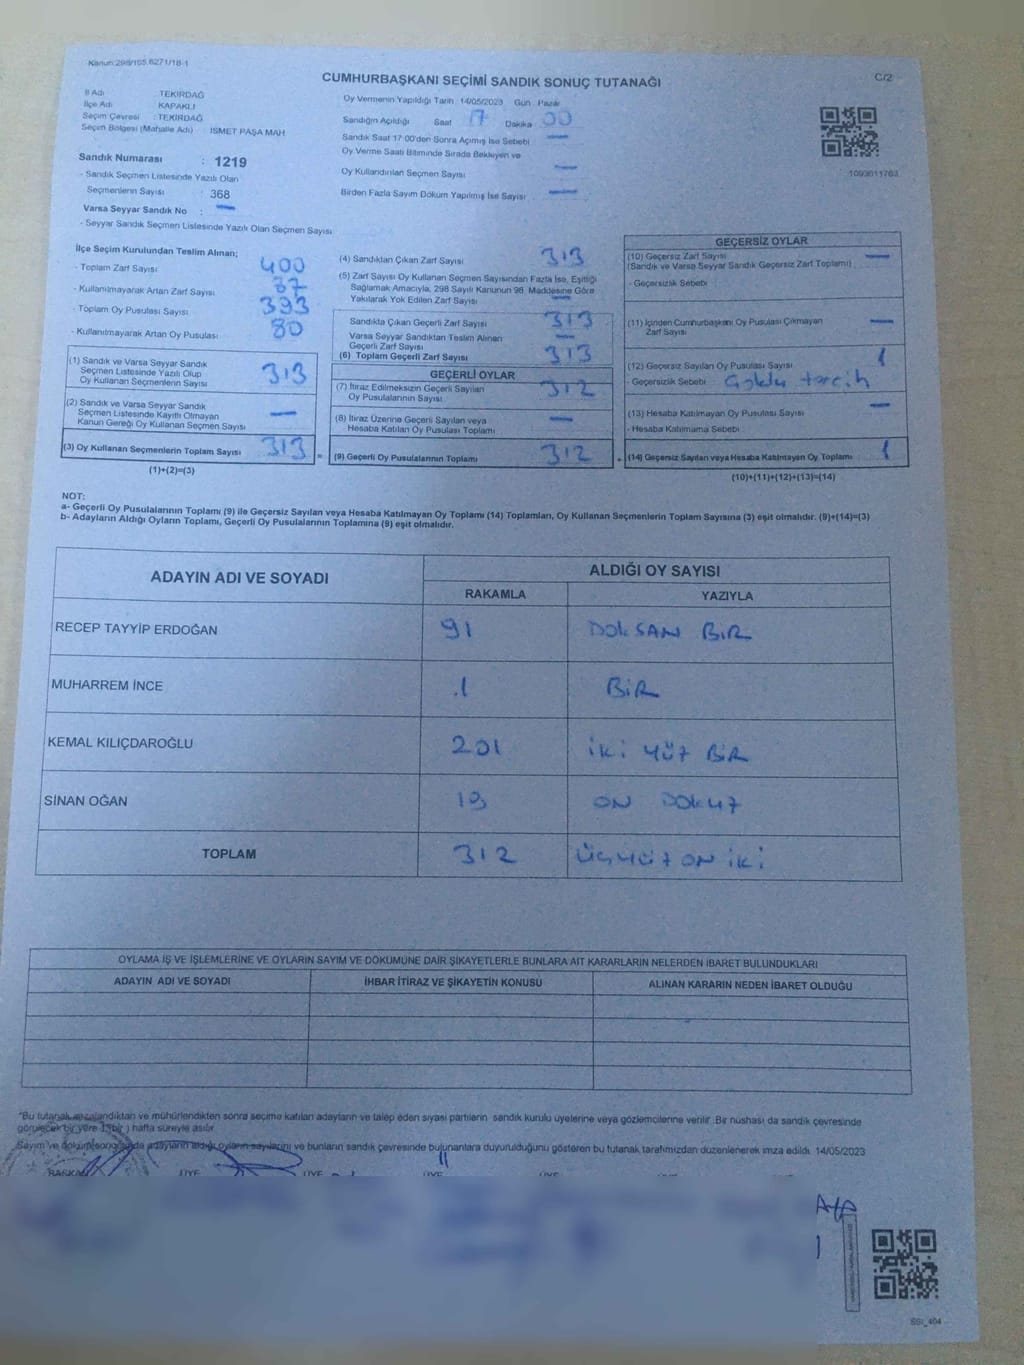 Kanun:298/105,6271/18-1
CUMHURBAŞKANI SEÇİMİ SANDIK SONUÇ TUTANAĞI
C/2
İl Adı : TEKİRDAĞ
İlçe Adı : KAPAKLI
Seçim Çevresi : TEKİRDAĞ
Seçim Bölgesi (Mahalle Adı) : İSMET PAŞA MAH
Sandık Numarası : 1219
- Sandık Seçmen Listesinde Yazılı Olan
Seçmenlerin Sayısı : 368
Varsa Seyyar Sandık No : —
- Seyyar Sandık Seçmen Listesinde Yazılı Olan Seçmen Sayısı
Oy Vermenin Yapıldığı Tarih : 14/05/2023 Gün : Pazar
Sandığın Açıldığı Saat 17 Dakika 00
Sandık Saat 17:00'den Sonra Açılmış İse Sebebi —
Oy Verme Saati Bitiminde Sırada Bekleyen ve
Oy Kullandırılan Seçmen Sayısı —
Birden Fazla Sayım Döküm Yapılmış İse Sayısı —
1093611763
İlçe Seçim Kurulundan Teslim Alınan;
- Toplam Zarf Sayısı 400
- Kullanılmayarak Artan Zarf Sayısı 87
- Toplam Oy Pusulası Sayısı 393
- Kullanılmayarak Artan Oy Pusulası 80
(1) Sandık ve Varsa Seyyar Sandık
Seçmen Listesinde Yazılı Olup
Oy Kullanan Seçmenlerin Sayısı 313
(2) Sandık ve Varsa Seyyar Sandık
Seçmen Listesinde Kayıtlı Olmayan
Kanun Gereği Oy Kullanan Seçmen Sayısı —
(3) Oy Kullanan Seçmenlerin Toplam Sayısı 313
(1)+(2)=(3)
(4) Sandıktan Çıkan Zarf Sayısı 313
(5) Zarf Sayısı Oy Kullanan Seçmen Sayısından Fazla İse, Eşitliği
Sağlamak Amacıyla, 298 Sayılı Kanunun 98. Maddesine Göre
Yakılarak Yok Edilen Zarf Sayısı —
Sandıkta Çıkan Geçerli Zarf Sayısı 313
Varsa Seyyar Sandıktan Teslim Alınan
Geçerli Zarf Sayısı —
(6) Toplam Geçerli Zarf Sayısı 313
GEÇERLİ OYLAR
(7) İtiraz Edilmeksizin Geçerli Sayılan
Oy Pusulalarının Sayısı 312
(8) İtiraz Üzerine Geçerli Sayılan veya
Hesaba Katılan Oy Pusulası Toplamı —
= (9) Geçerli Oy Pusulalarının Toplamı 312
GEÇERSİZ OYLAR
(10) Geçersiz Zarf Sayısı —
(Sandık ve Varsa Seyyar Sandık Geçersiz Zarf Toplamı)
- Geçersizlik Sebebi
(11) İçinden Cumhurbaşkanı Oy Pusulası Çıkmayan
Zarf Sayısı —
(12) Geçersiz Sayılan Oy Pusulası Sayısı 1
- Geçersizlik Sebebi Çoklu tercih
(13) Hesaba Katılmayan Oy Pusulası Sayısı —
- Hesaba Katılmama Sebebi
+ (14) Geçersiz Sayılan veya Hesaba Katılmayan Oy Toplamı 1
(10)+(11)+(12)+(13)=(14)
NOT:
a- Geçerli Oy Pusulalarının Toplamı (9) ile Geçersiz Sayılan veya Hesaba Katılmayan Oy Toplamı (14) Toplamları, Oy Kullanan Seçmenlerin Toplam Sayısına (3) eşit olmalıdır. (9)+(14)=(3)
b- Adayların Aldığı Oyların Toplamı, Geçerli Oy Pusulalarının Toplamına (9) eşit olmalıdır.
ADAYIN ADI VE SOYADI
ALDIĞI OY SAYISI
RAKAMLA YAZIYLA
RECEP TAYYİP ERDOĞAN 91 DOKSAN BİR
MUHARREM İNCE .1 BİR
KEMAL KILIÇDAROĞLU 201 İKİ YÜZ BİR
SİNAN OĞAN 19 ON DOKUZ
TOPLAM 312 ÜÇYÜZ ON İKİ
OYLAMA İŞ VE İŞLEMLERİNE VE OYLARIN SAYIM VE DÖKÜMÜNE DAİR ŞİKAYETLERLE BUNLARA AİT KARARLARIN NELERDEN İBARET BULUNDUKLARI
ADAYIN ADI VE SOYADI İHBAR İTİRAZ VE ŞİKAYETİN KONUSU ALINAN KARARIN NEDEN İBARET OLDUĞU
*Bu tutanak imzalandıktan ve mühürlendikten sonra seçime katılan adayların ve talep eden siyasi partilerin sandık kurulu üyelerine veya gözlemcilerine verilir. Bir nüshası da sandık çevresinde
görülecek bir yere 1 (bir) hafta süreyle asılır.
Sayım ve döküm sonucunda adayların aldığı oyların sayılarını ve bunların sandık çevresinde bulunanlara duyurulduğunu gösteren bu tutanak tarafımızdan düzenlenerek imza edildi. 14/05/2023
BAŞKAN ÜYE ÜYE ÜYE ÜYE
SSI_404